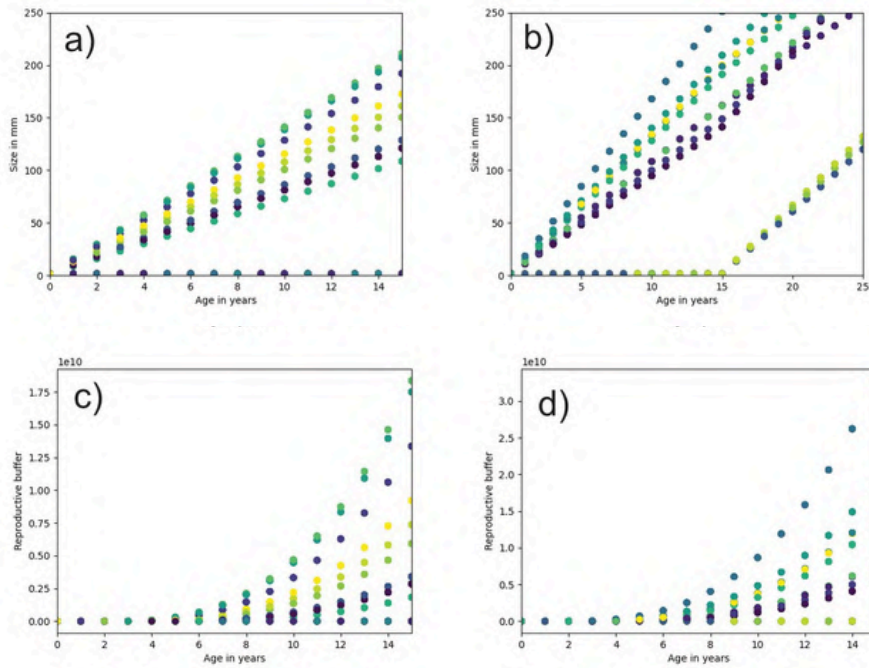 a)
250
200
150
100
50
0
Size in mm
0 2 4 6 8 10 12 14
Age in years
b)
250
200
150
100
50
0
Size in mm
0 5 10 15 20 25
Age in years
1e10
c)
1.75
1.50
1.25
1.00
0.75
0.50
0.25
0.00
Reproductive buffer
0 2 4 6 8 10 12 14
Age in years
1e10
d)
3.0
2.5
2.0
1.5
1.0
0.5
0.0
Reproductive buffer
0 2 4 6 8 10 12 14
Age in years